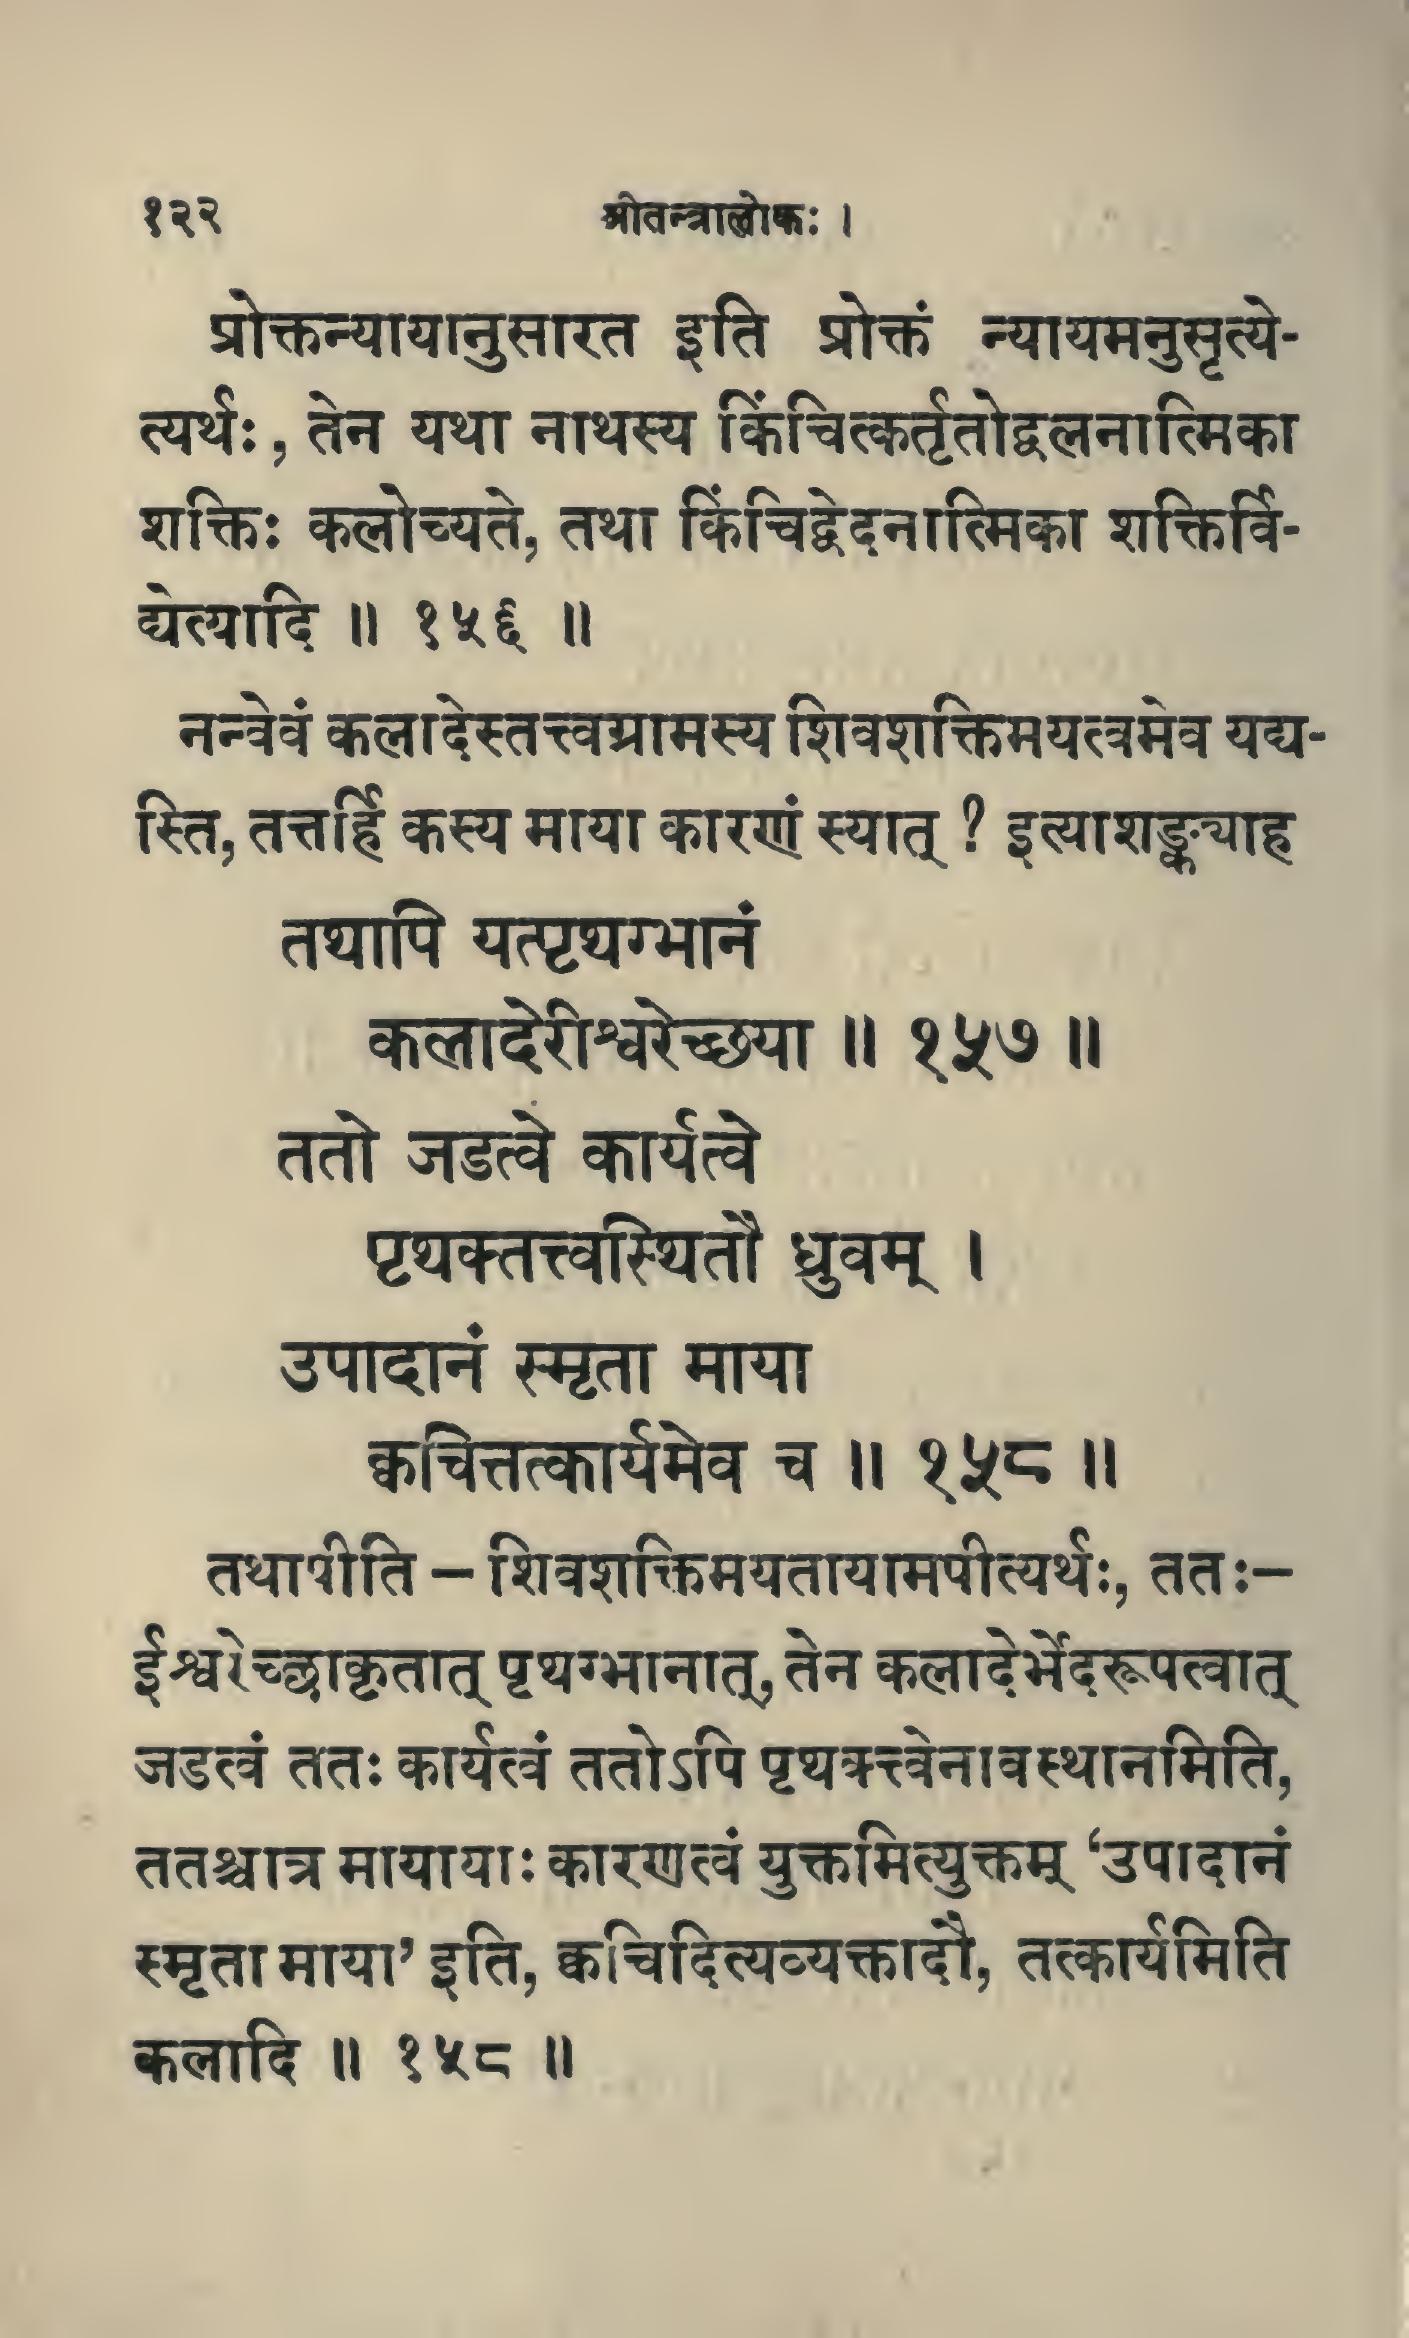 १२२ श्रीतन्त्रालोकः ।
प्रोक्तन्यायानुसारत इति प्रोक्तं न्यायमनुसृत्ये-
त्यर्थः, तेन यथा नाथस्य किंचित्कर्तृतोद्वलनात्मिका
शक्तिः कलोच्यते, तथा किंचिद्वेदनात्मिका शक्तिर्वि-
द्येत्यादि ॥ १५६ ॥
नन्वेवं कलादेस्तत्त्वग्रामस्य शिवशक्तिमयत्वमेव यद्य-
स्ति, तत्तर्हि कस्य माया कारणं स्यात् ? इत्याशङ्क्याह
तथापि यत्पृथग्भानं
कलादेरीश्वरेच्छया ॥ १५७ ॥
ततो जडत्वे कार्यत्वे
पृथक्तत्त्वस्थितौ ध्रुवम् ।
उपादानं स्मृता माया
क्वचित्तत्कार्यमेव च ॥ १५८ ॥
तथापीति – शिवशक्तिमयतायामपीत्यर्थः, ततः–
ईश्वरेच्छाकृतात् पृथग्भानात्, तेन कलादेर्भेदरूपत्वात्
जडत्वं ततः कार्यत्वं ततोऽपि पृथक्त्त्वेनावस्थानमिति,
ततश्चात्र मायायाः कारणत्वं युक्तमित्युक्तम् ‘उपादानं
स्मृता माया’ इति, क्वचिदित्यव्यक्तादौ, तत्कार्यमिति
कलादि ॥ १५८ ॥